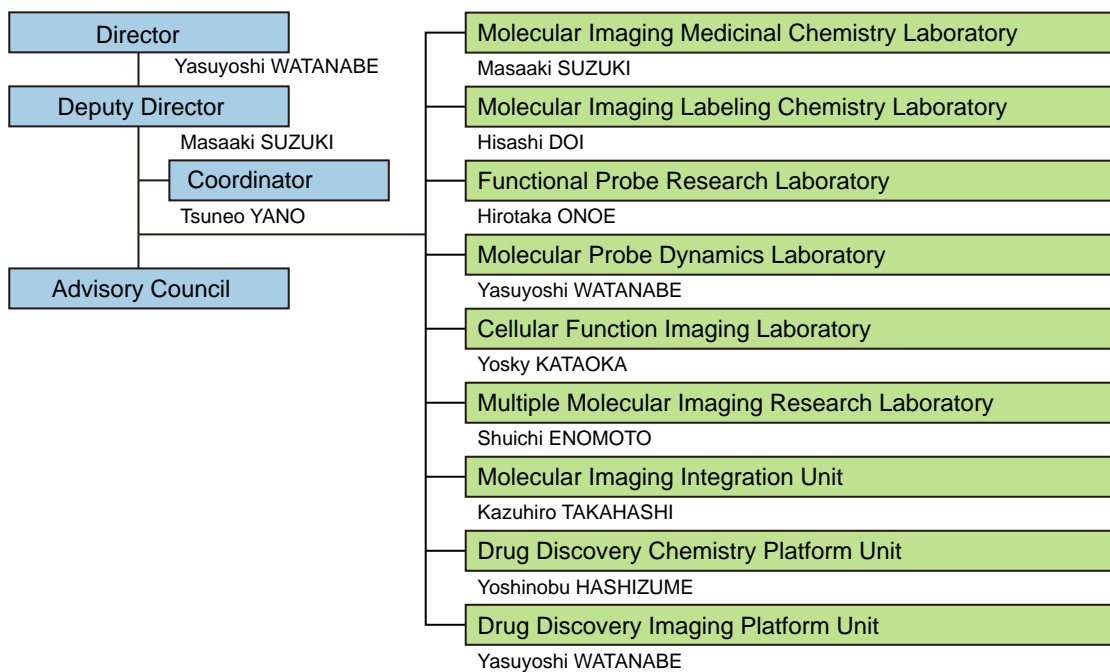 Director
Yasuyoshi WATANABE
Deputy Director
Masaaki SUZUKI
Coordinator
Tsuneo YANO
Advisory Council
Molecular Imaging Medicinal Chemistry Laboratory
Masaaki SUZUKI
Molecular Imaging Labeling Chemistry Laboratory
Hisashi DOI
Functional Probe Research Laboratory
Hirotaka ONOE
Molecular Probe Dynamics Laboratory
Yasuyoshi WATANABE
Cellular Function Imaging Laboratory
Yosky KATAOKA
Multiple Molecular Imaging Research Laboratory
Shuichi ENOMOTO
Molecular Imaging Integration Unit
Kazuhiro TAKAHASHI
Drug Discovery Chemistry Platform Unit
Yoshinobu HASHIZUME
Drug Discovery Imaging Platform Unit
Yasuyoshi WATANABE